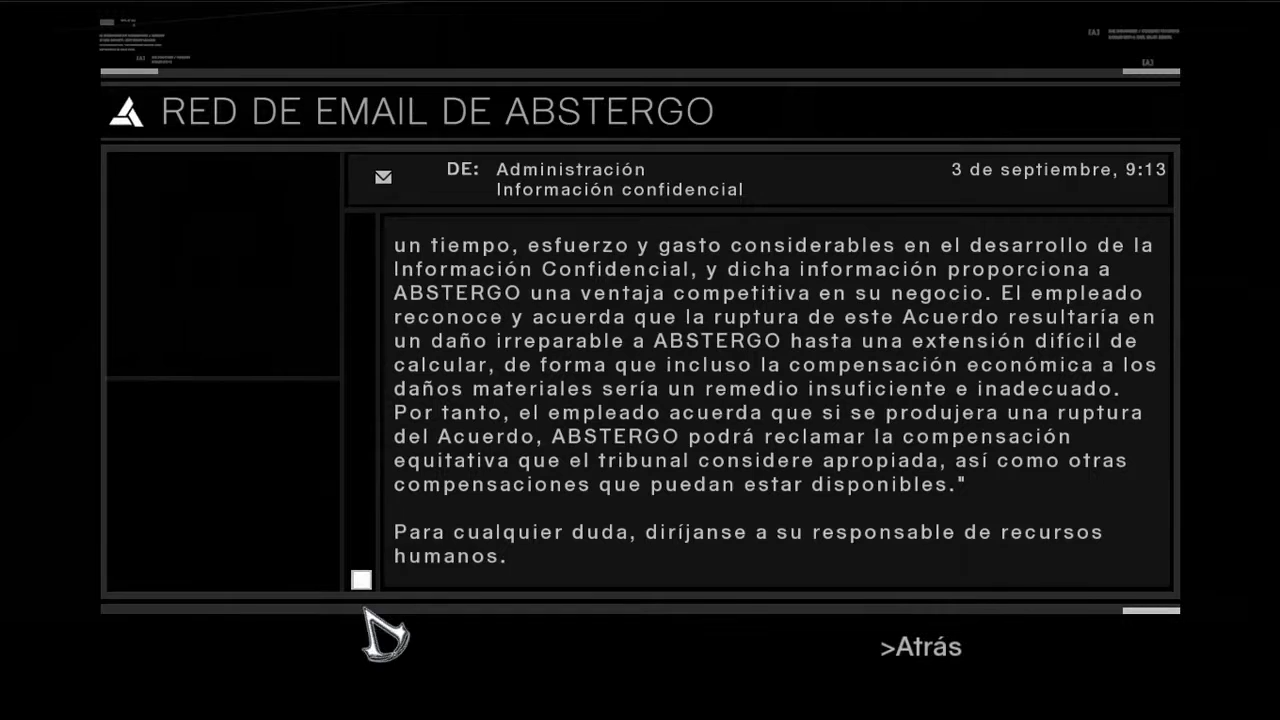 RED DE EMAIL DE ABSTERGO
DE: Administración 3 de septiembre, 9:13
Información confidencial
un tiempo, esfuerzo y gasto considerables en el desarrollo de la
Información Confidencial, y dicha información proporciona a
ABSTERGO una ventaja competitiva en su negocio. El empleado
reconoce y acuerda que la ruptura de este Acuerdo resultaría en
un daño irreparable a ABSTERGO hasta una extensión difícil de
calcular, de forma que incluso la compensación económica a los
daños materiales sería un remedio insuficiente e inadecuado.
Por tanto, el empleado acuerda que si se produjera una ruptura
del Acuerdo, ABSTERGO podrá reclamar la compensación
equitativa que el tribunal considere apropiada, así como otras
compensaciones que puedan estar disponibles."
Para cualquier duda, diríjanse a su responsable de recursos
humanos.
>Atrás